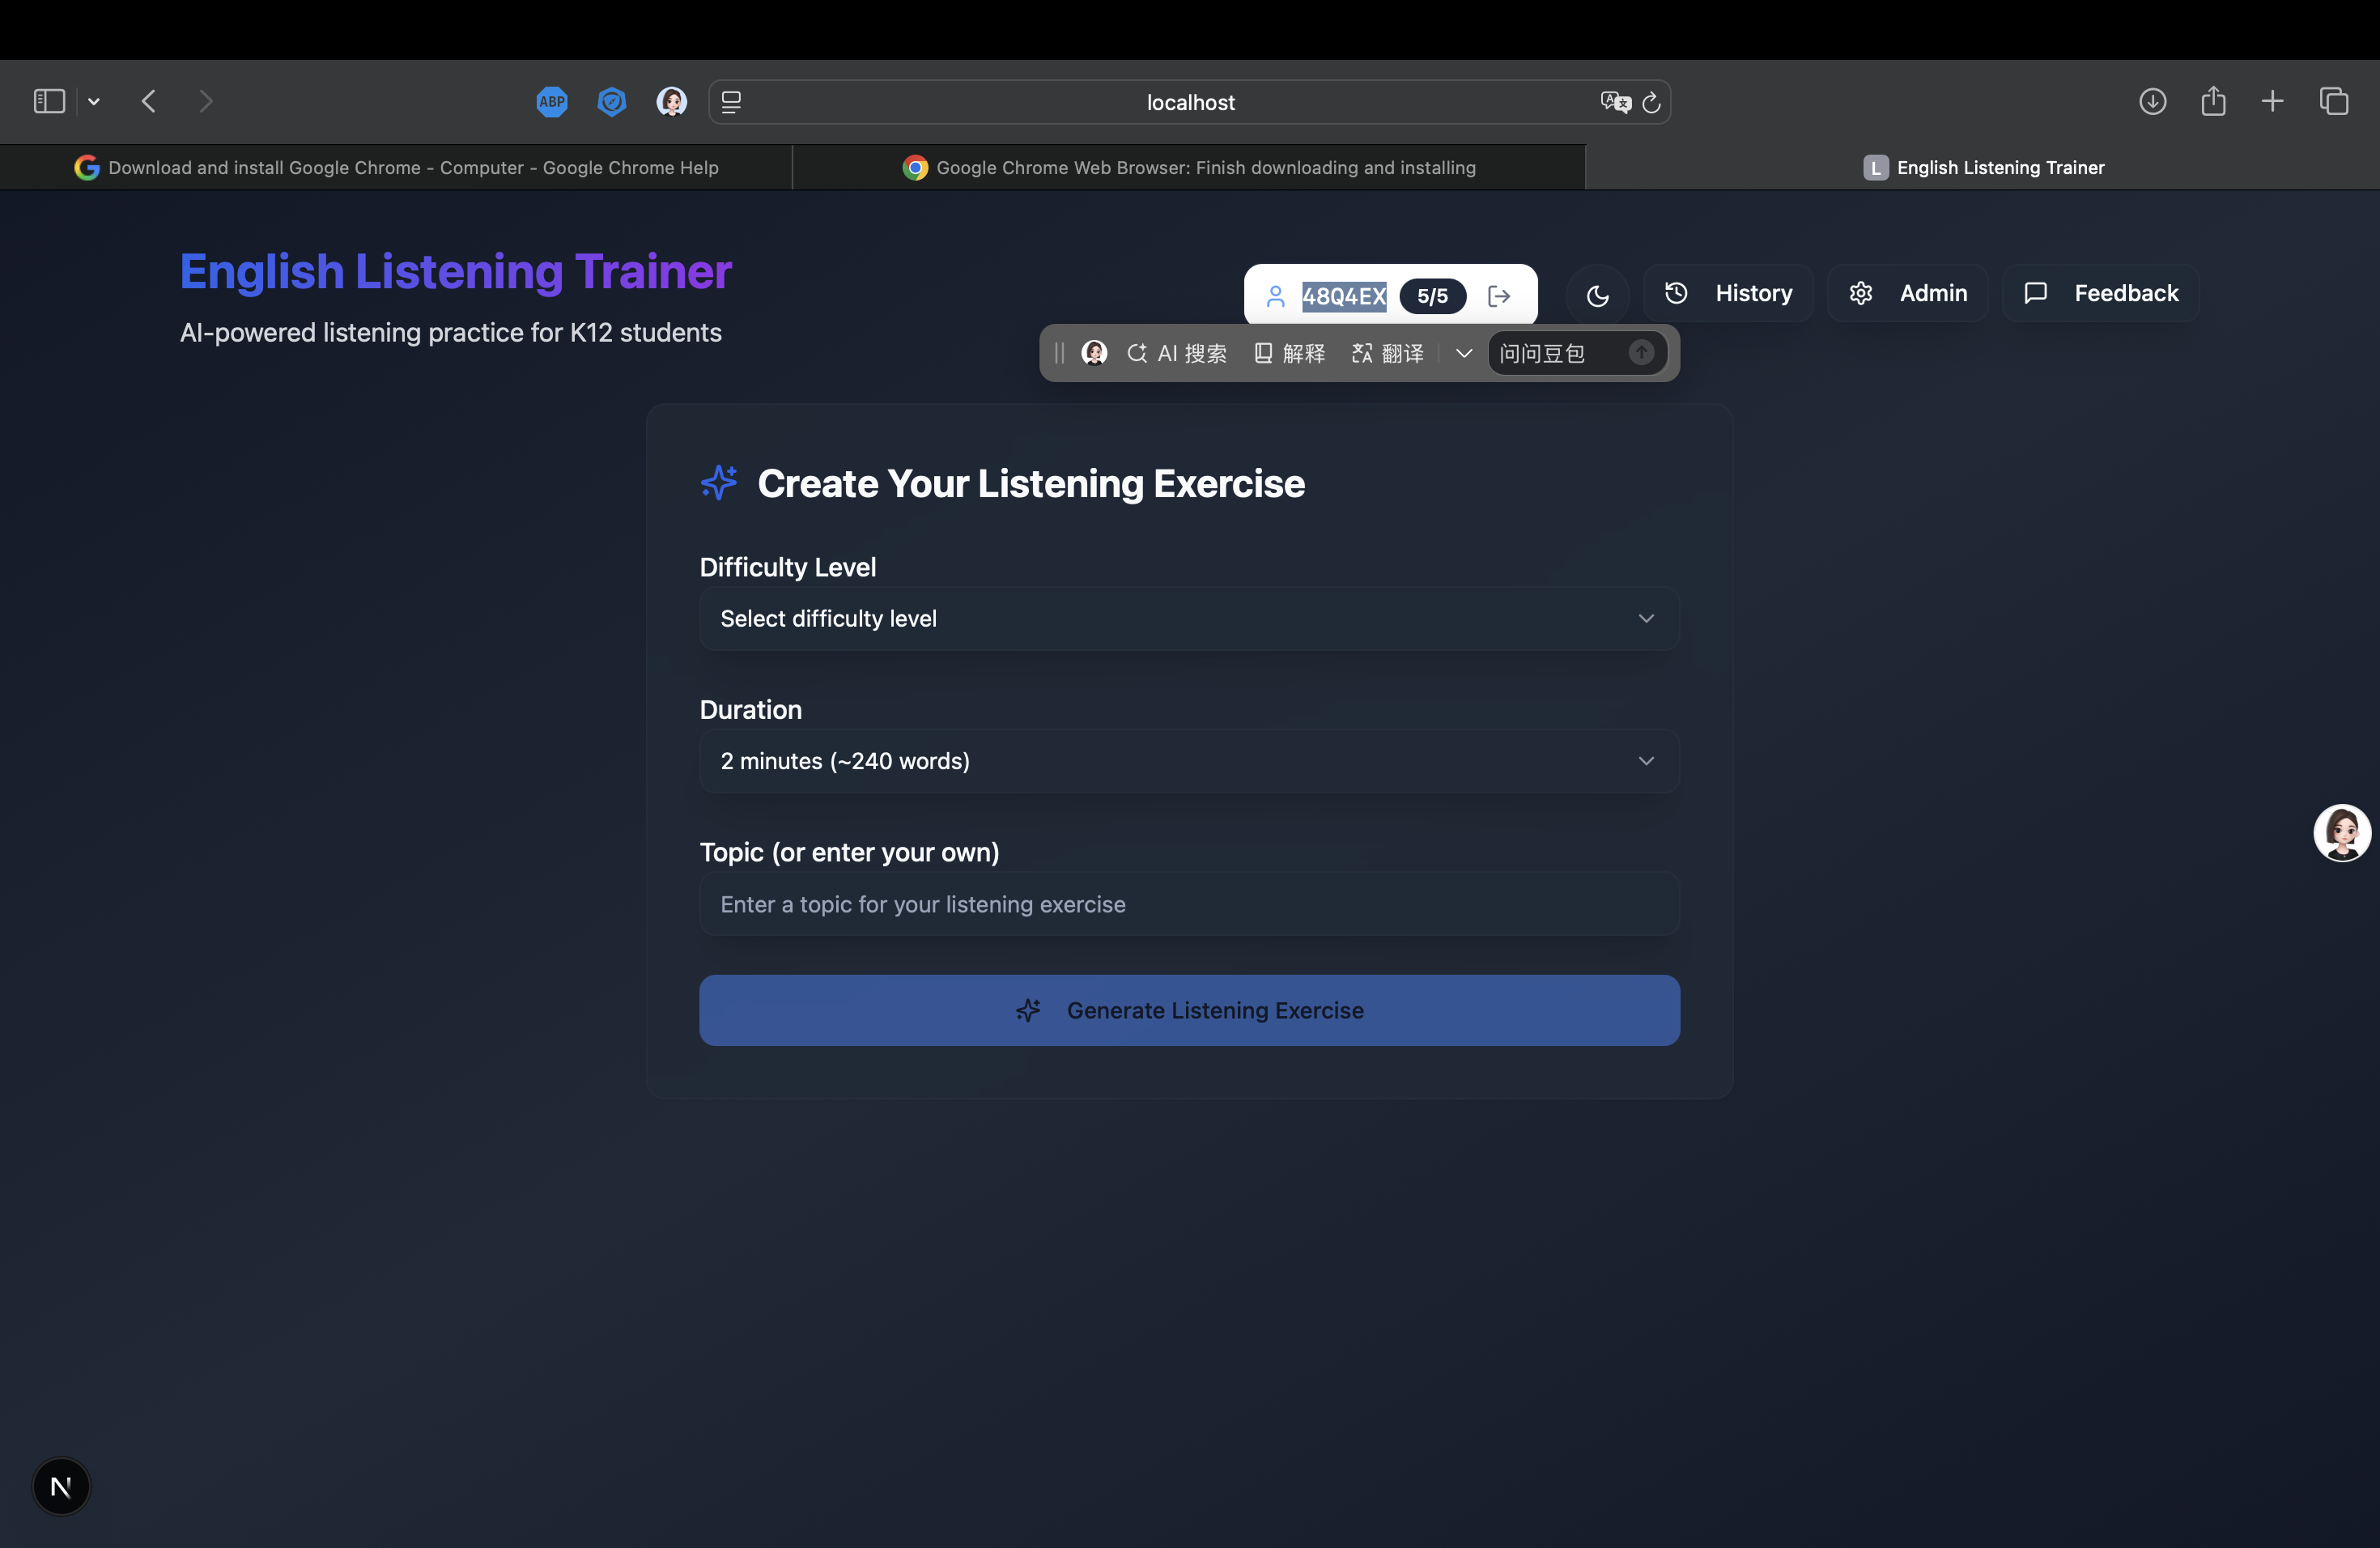 ABP
localhost
Download and install Google Chrome - Computer - Google Chrome Help
Google Chrome Web Browser: Finish downloading and installing
L English Listening Trainer
English Listening Trainer
AI-powered listening practice for K12 students
48Q4EX 5/5
History
Admin
Feedback
AI 搜索 解释 翻译 问问豆包
Create Your Listening Exercise
Difficulty Level
Select difficulty level
Duration
2 minutes (~240 words)
Topic (or enter your own)
Enter a topic for your listening exercise
Generate Listening Exercise
N